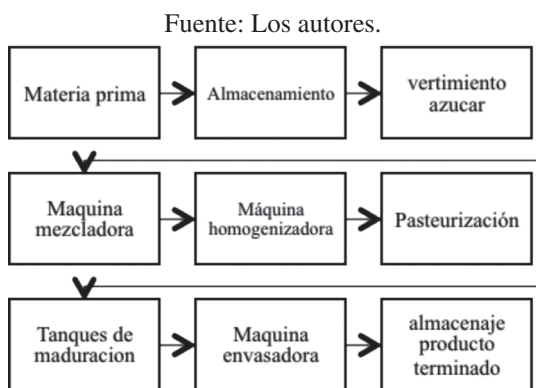 Fuente: Los autores.
Materia prima
Almacenamiento
vertimiento
azucar
Maquina
mezcladora
Máquina
homogenizadora
Pasteurización
Tanques de
maduracion
Maquina
envasadora
almacenaje
producto
terminado